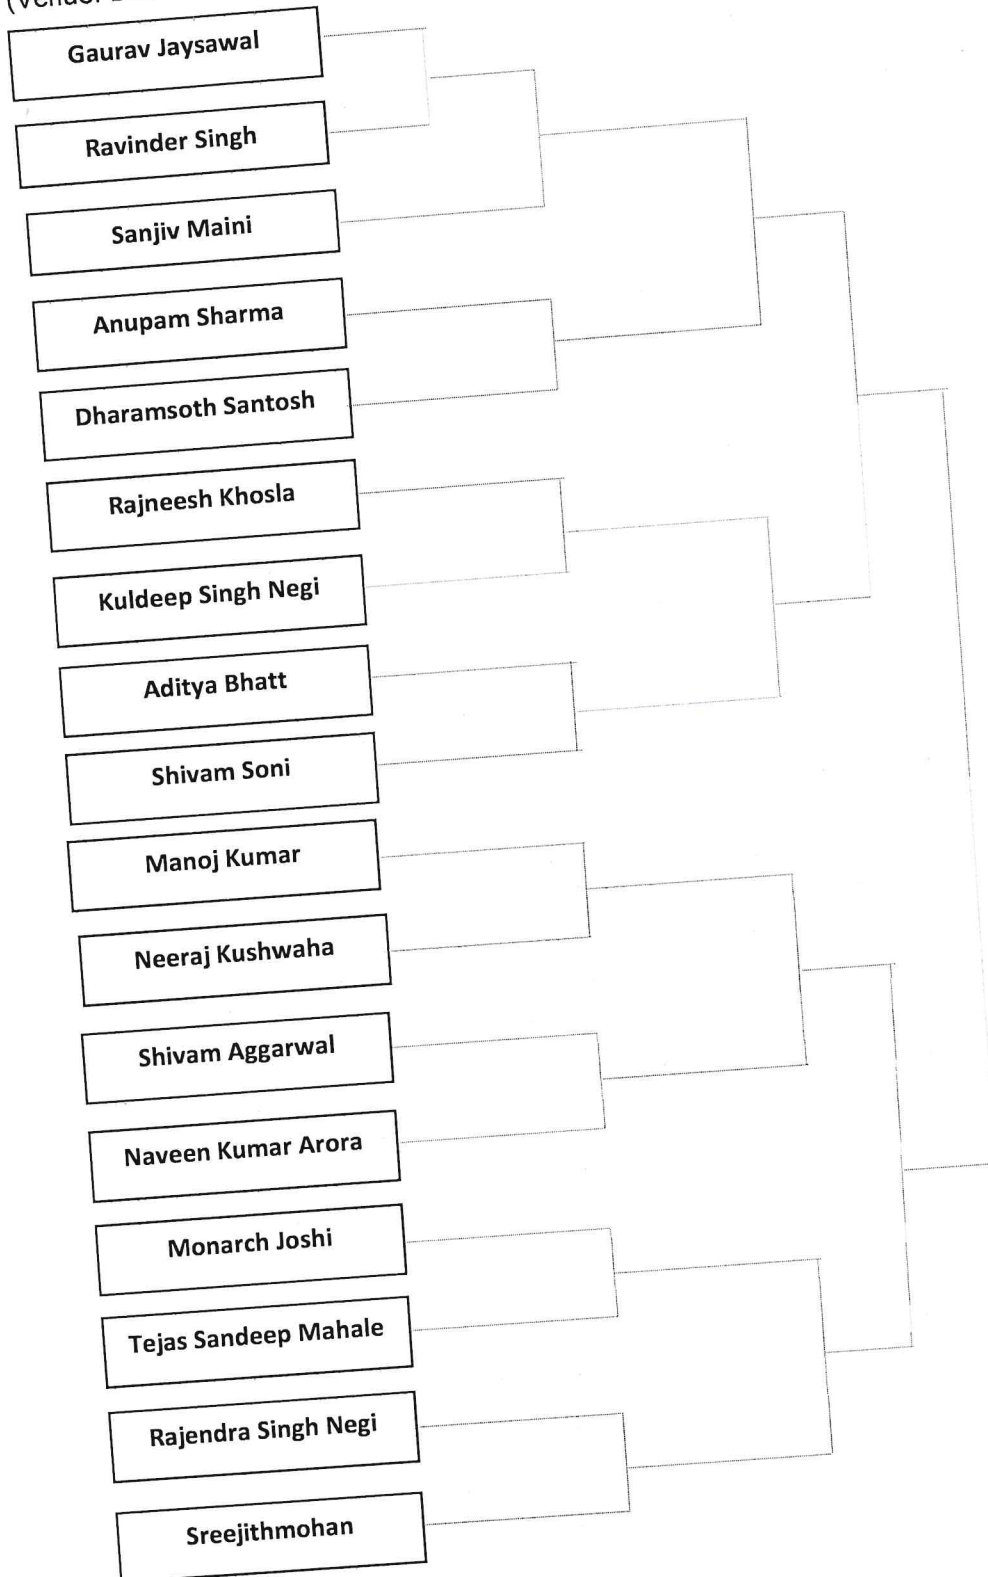 Gaurav Jaysawal
Ravinder Singh
Sanjiv Maini
Anupam Sharma
Dharamsoth Santosh
Rajneesh Khosla
Kuldeep Singh Negi
Aditya Bhatt
Shivam Soni
Manoj Kumar
Neeraj Kushwaha
Shivam Aggarwal
Naveen Kumar Arora
Monarch Joshi
Tejas Sandeep Mahale
Rajendra Singh Negi
Sreejithmohan